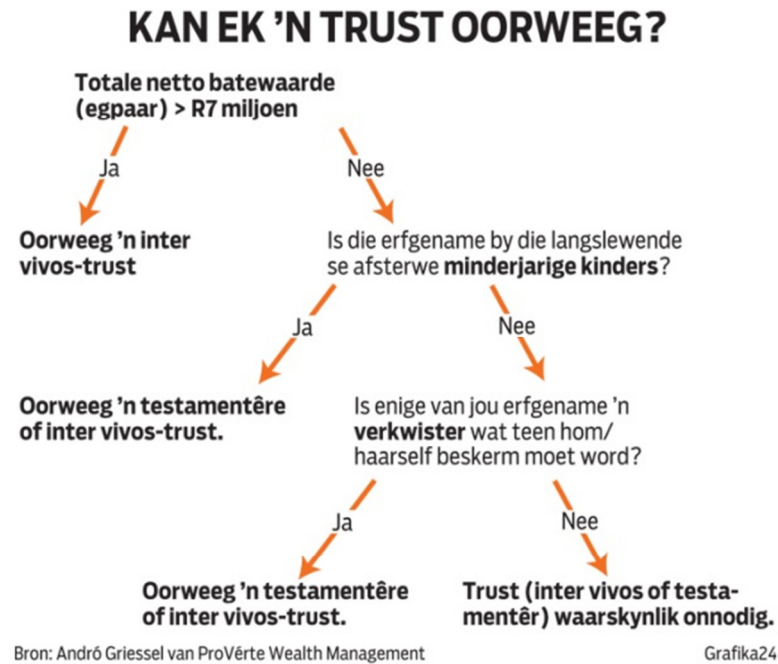 KAN EK 'N TRUST OORWEEG?
Totale netto batewaarde
(egpaar) > R7 miljoen
Ja
Nee
Oorweeg 'n inter
vivos-trust
Is die erfgename by die langslewende
se afsterwe minderjarige kinders?
Ja
Nee
Oorweeg 'n testamentêre
of inter vivos-trust.
Is enige van jou erfgename 'n
verkwister wat teen hom/
haarself beskerm moet word?
Ja
Nee
Oorweeg 'n testamentêre
of inter vivos-trust.
Trust (inter vivos of testa-
mentêr) waarskynlik onnodig.
Bron: Andró Griessel van ProVérte Wealth Management
Grafika24